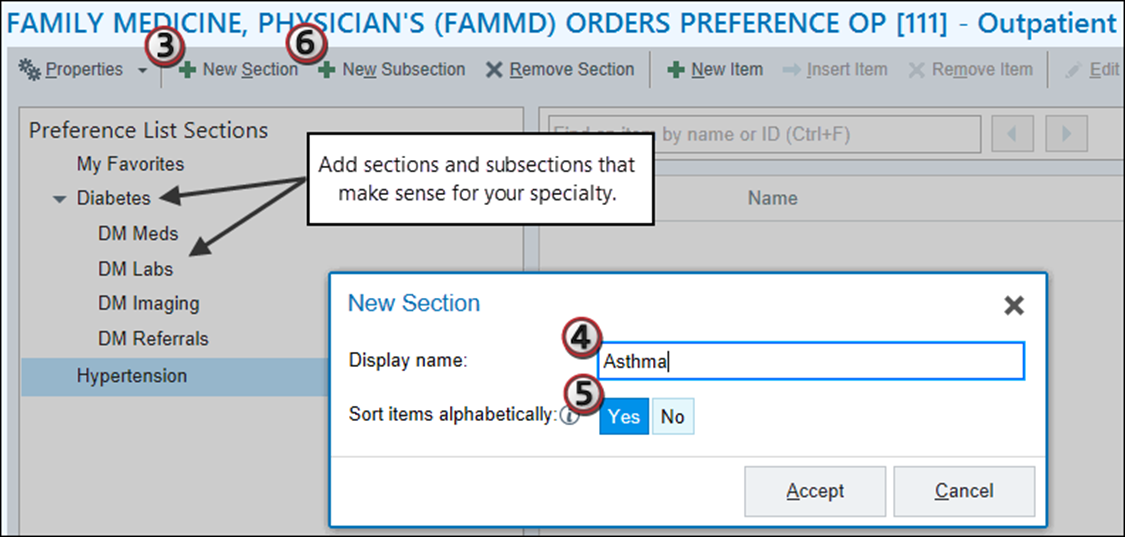 FAMILY MEDICINE, PHYSICIAN'S (FAMMD) ORDERS PREFERENCE OP [111] - Outpatient
3
6
Properties New Section New Subsection Remove Section New Item Insert Item Remove Item Edit
Preference List Sections
Find an item by name or ID (Ctrl+F)
My Favorites
Add sections and subsections that
make sense for your specialty.
Diabetes
Name
DM Meds
DM Labs
DM Imaging
DM Referrals
Hypertension
New Section
4
Display name: Asthma
5
Sort items alphabetically: Yes No
Accept Cancel